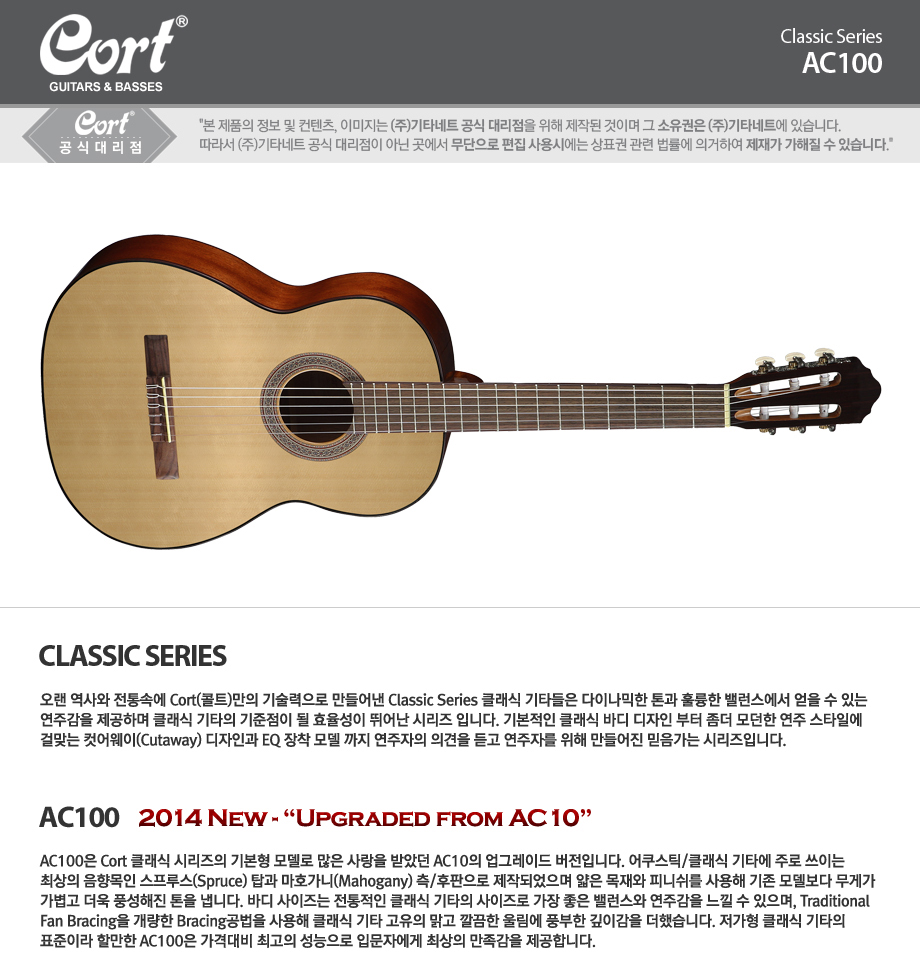 Cort®
GUITARS & BASSES
Classic Series
AC100
Cort®
공식대리점
"본 제품의 정보 및 컨텐츠, 이미지는 (주)기타네트 공식 대리점을 위해 제작된 것이며 그 소유권은 (주)기타네트에 있습니다.
따라서 (주)기타네트 공식 대리점이 아닌 곳에서 무단으로 편집 사용시에는 상표권 관련 법률에 의거하여 제재가 가해질 수 있습니다."
CLASSIC SERIES
오랜 역사와 전통속에 Cort(콜트)만의 기술력으로 만들어낸 Classic Series 클래식 기타들은 다이나믹한 톤과 훌륭한 밸런스에서 얻을 수 있는
연주감을 제공하며 클래식 기타의 기준점이 될 효율성이 뛰어난 시리즈 입니다. 기본적인 클래식 바디 디자인 부터 좀더 모던한 연주 스타일에
걸맞는 컷어웨이(Cutaway) 디자인과 EQ 장착 모델 까지 연주자의 의견을 듣고 연주자를 위해 만들어진 믿음가는 시리즈입니다.
AC100 2014 New - “Upgraded from AC10”
AC100은 Cort 클래식 시리즈의 기본형 모델로 많은 사랑을 받았던 AC10의 업그레이드 버전입니다. 어쿠스틱/클래식 기타에 주로 쓰이는
최상의 음향목인 스프루스(Spruce) 탑과 마호가니(Mahogany) 측/후판으로 제작되었으며 얇은 목재와 피니쉬를 사용해 기존 모델보다 무게가
가볍고 더욱 풍성해진 톤을 냅니다. 바디 사이즈는 전통적인 클래식 기타의 사이즈로 가장 좋은 밸런스와 연주감을 느낄 수 있으며, Traditional
Fan Bracing을 개량한 Bracing공법을 사용해 클래식 기타 고유의 맑고 깔끔한 울림에 풍부한 깊이감을 더했습니다. 저가형 클래식 기타의
표준이라 할만한 AC100은 가격대비 최고의 성능으로 입문자에게 최상의 만족감을 제공합니다.